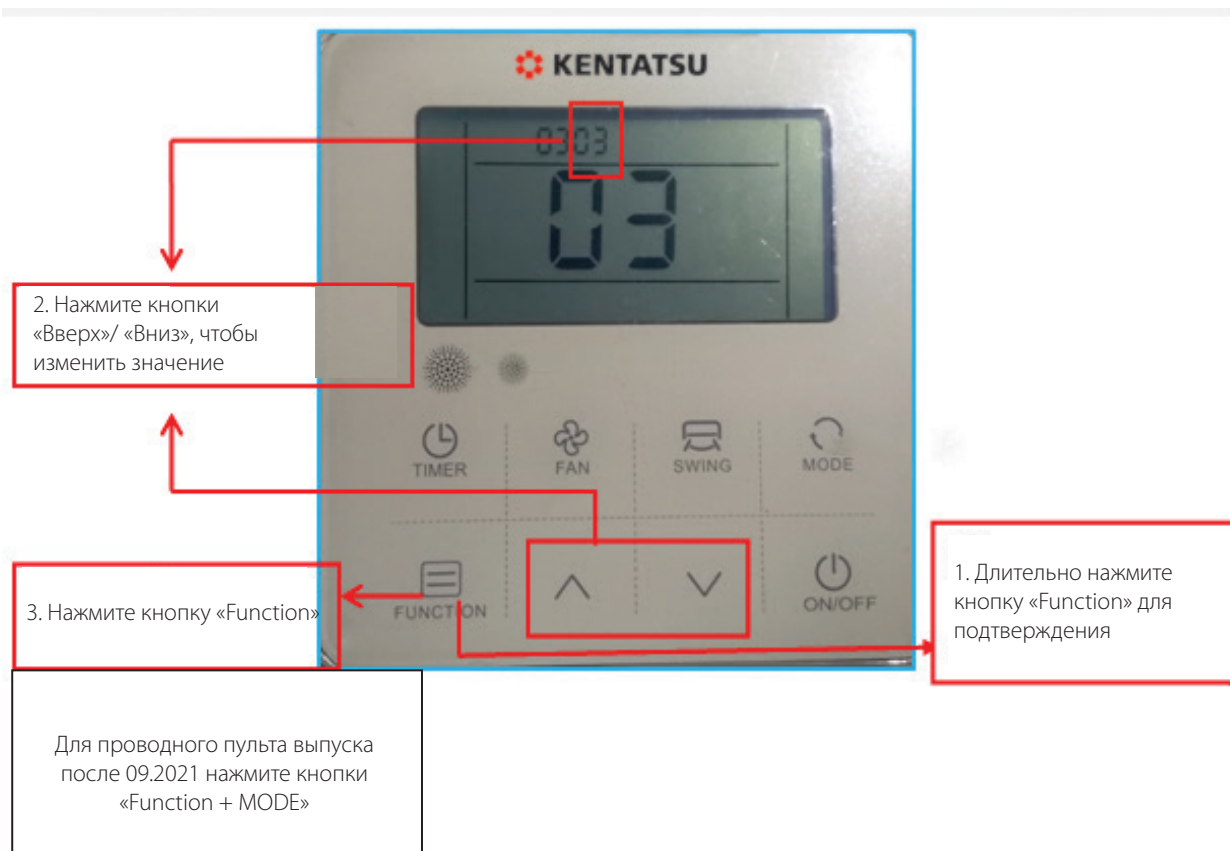 KENTATSU
0303
03
2. Нажмите кнопки
«Вверх»/ «Вниз», чтобы
изменить значение
TIMER
FAN
SWING
MODE
3. Нажмите кнопку «Function»
FUNCTION
ON/OFF
1. Длительно нажмите
кнопку «Function» для
подтверждения
Для проводного пульта выпуска
после 09.2021 нажмите кнопки
«Function + MODE»